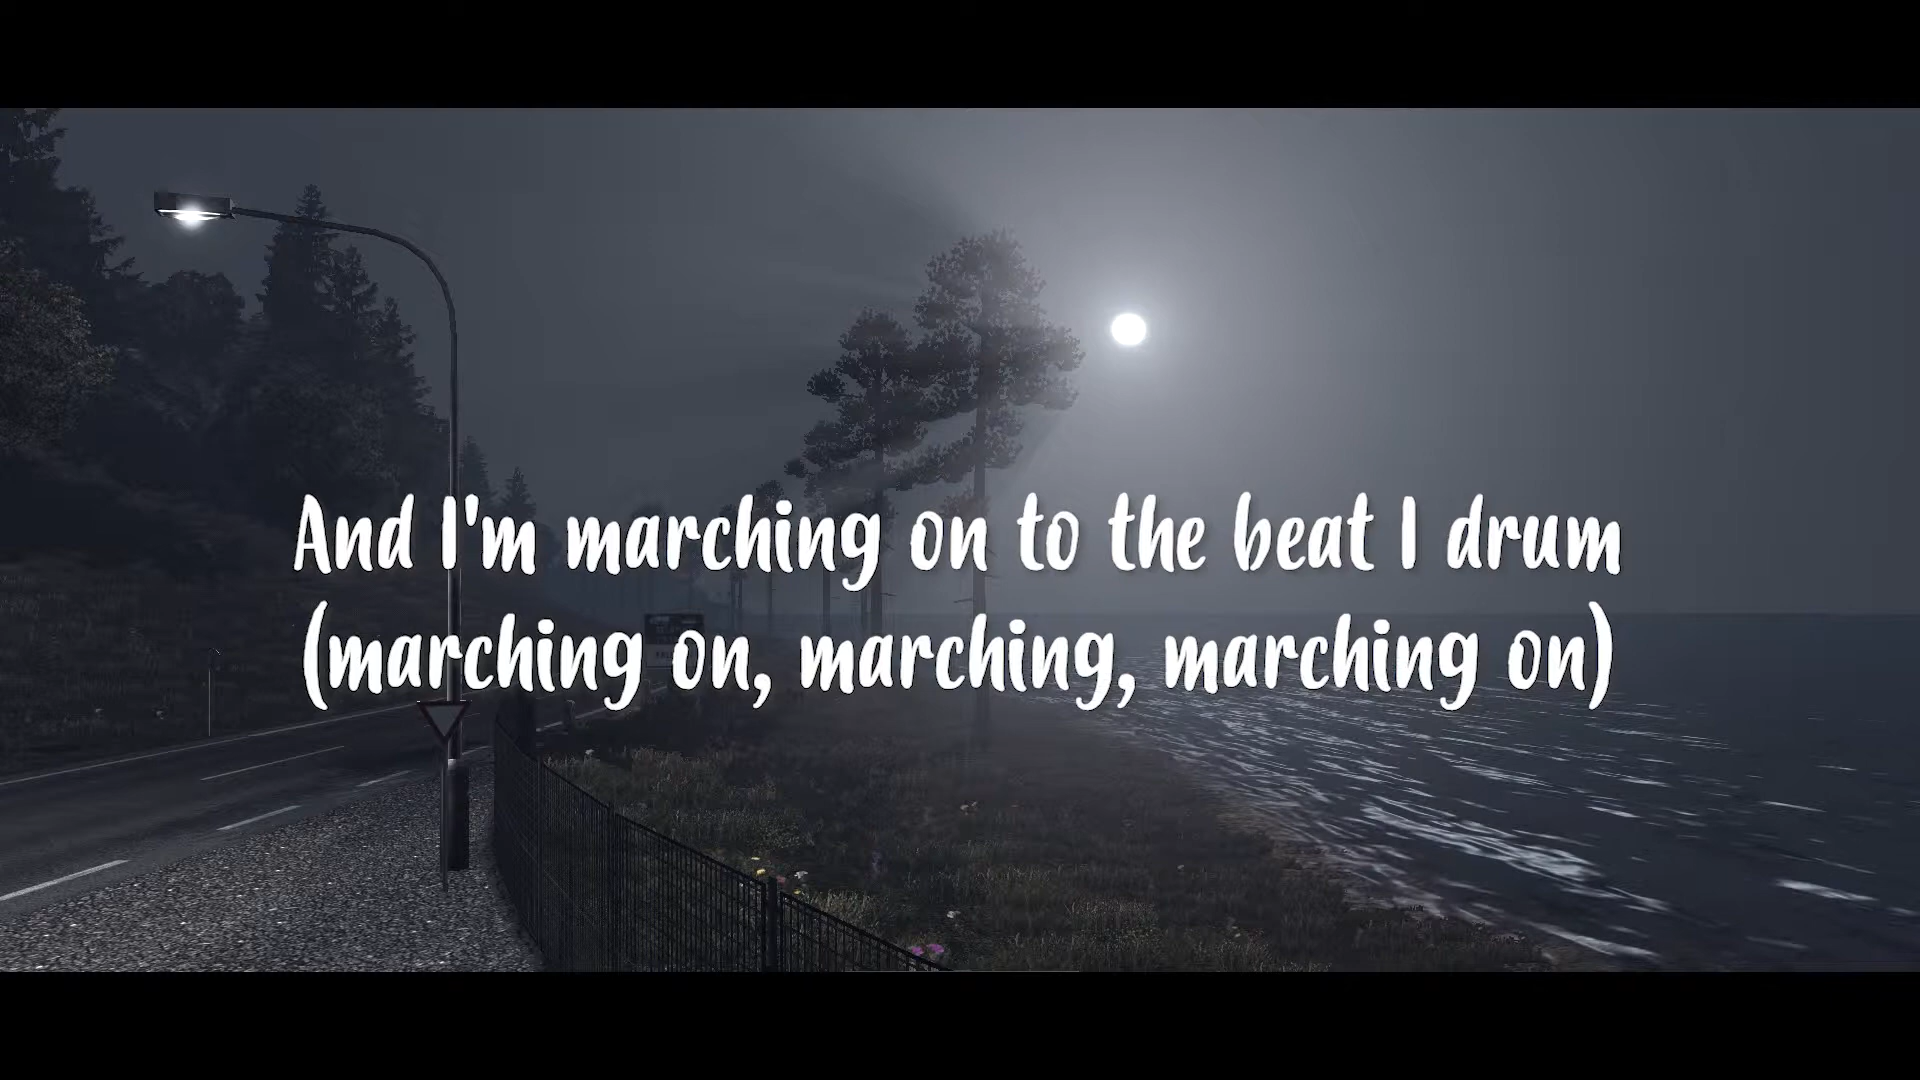 And I'm marching on to the beat I drum
(marching on, marching, marching on)